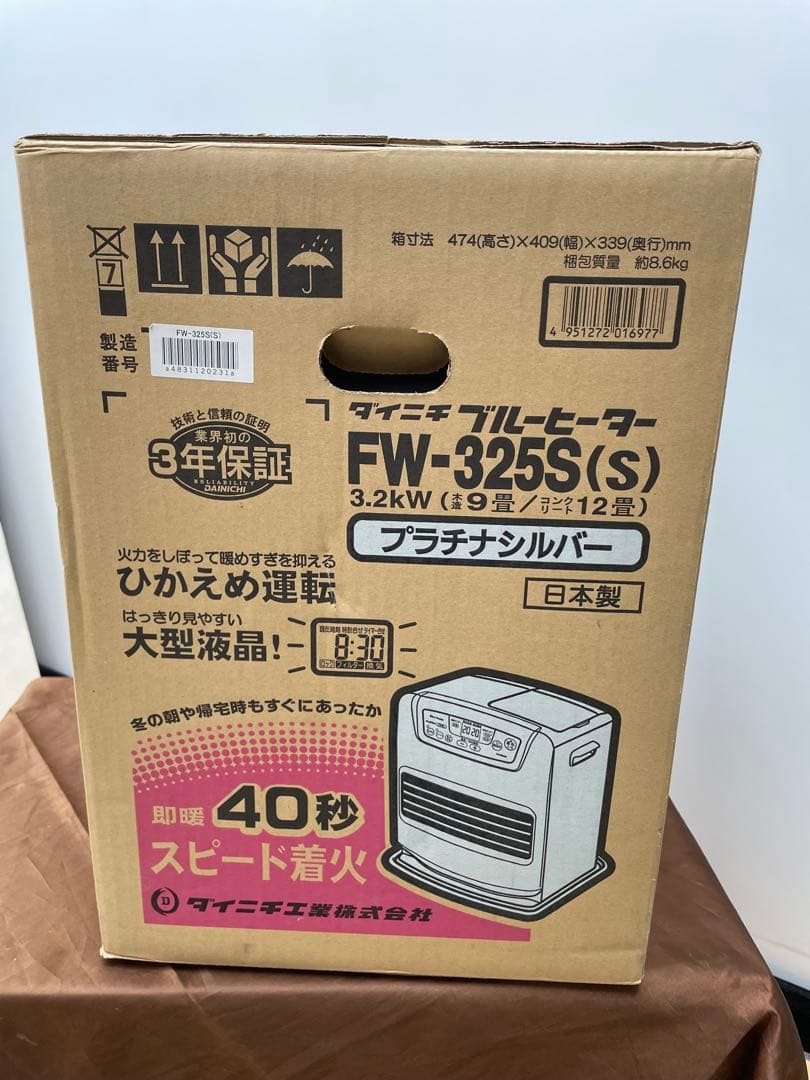 箱寸法 474(高さ)×409(幅)×339(奥行)mm
梱包質量 約8.6kg
7
4 951272 016977
製造
番号
FW-325S(S)
a4831120231a
技術と信頼の証明
業界初の
3年保証
RELIABILITY
DAINICHI
ダイニチ ブルーヒーター
FW-325S(S)
3.2kW (木造9畳/コンクリート12畳)
プラチナシルバー
日本製
火力をしぼって暖めすぎを抑える
ひかえめ運転
はっきり見やすい
大型液晶!
8:30
フィルター 換気
冬の朝や帰宅時もすぐにあったか
即暖 40秒
スピード着火
D ダイニチ工業株式会社